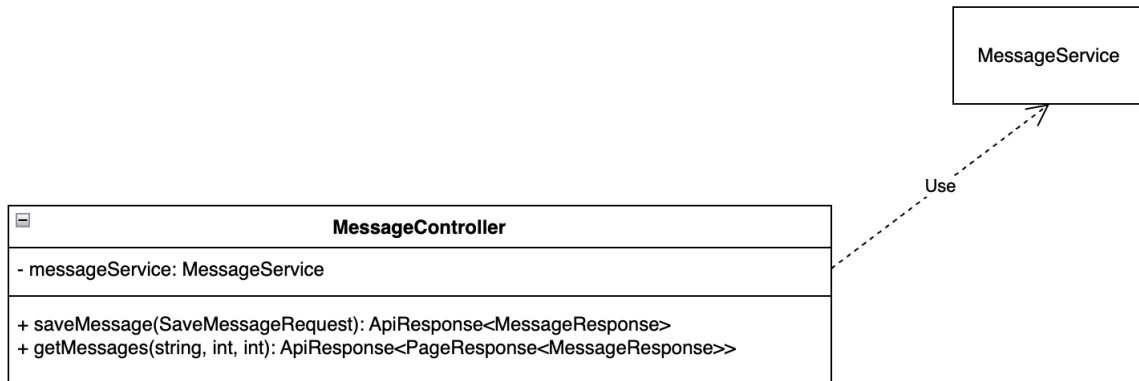 MessageService
Use
MessageController
- messageService: MessageService
+ saveMessage(SaveMessageRequest): ApiResponse<MessageResponse>
+ getMessages(string, int, int): ApiResponse<PageResponse<MessageResponse>>